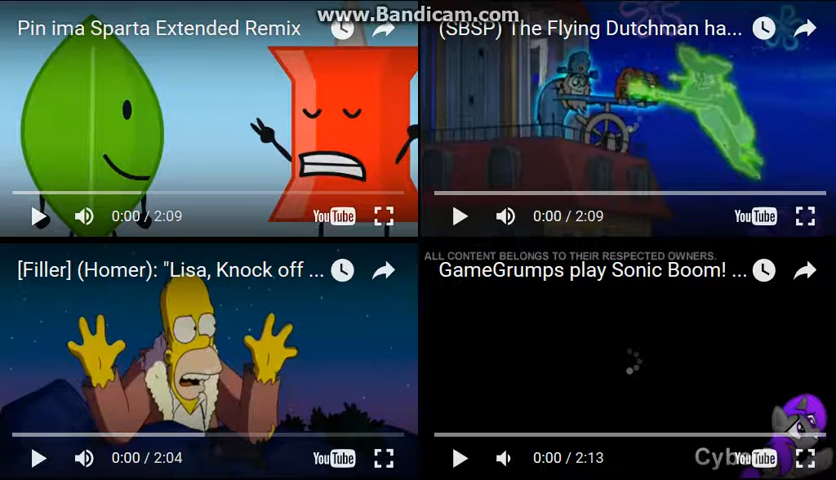 www.Bandicam.com
Pin ima Sparta Extended Remix
(SBSP) The Flying Dutchman ha...
0:00 / 2:09
YouTube
0:00 / 2:09
YouTube
ALL CONTENT BELONGS TO THEIR RESPECTED OWNERS.
[Filler] (Homer): "Lisa, Knock off ...
GameGrumps play Sonic Boom! ...
0:00 / 2:04
YouTube
0:00 / 2:13
YouTube